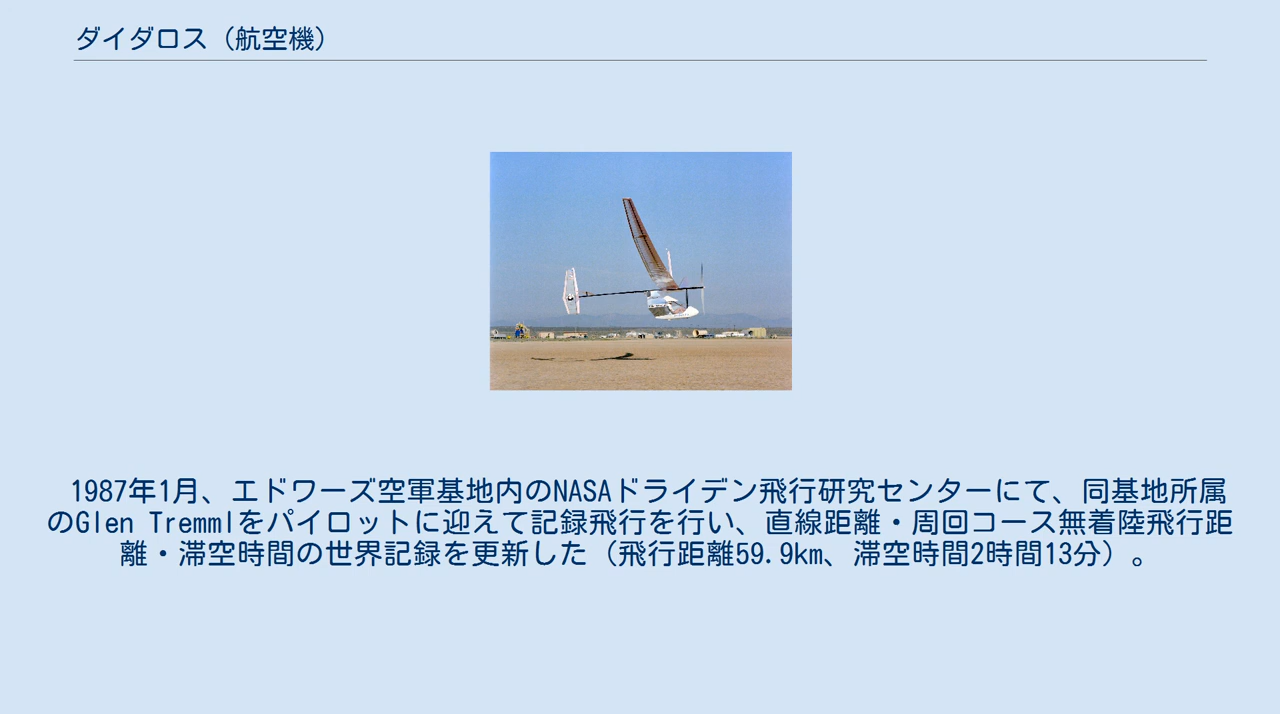 ダイダロス（航空機）
1987年1月、エドワーズ空軍基地内のNASAドライデン飛行研究センターにて、同基地所属
のGlen Tremmlをパイロットに迎えて記録飛行を行い、直線距離・周回コース無着陸飛行距
離・滞空時間の世界記録を更新した（飛行距離59.9km、滞空時間2時間13分）。